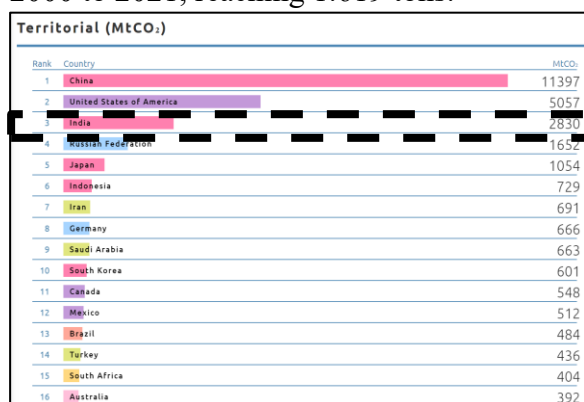 Territorial (MtCO₂)
Rank Country MtCO₂
1 China 11397
2 United States of America 5057
3 India 2830
4 Russian Federation 1652
5 Japan 1054
6 Indonesia 729
7 Iran 691
8 Germany 666
9 Saudi Arabia 663
10 South Korea 601
11 Canada 548
12 Mexico 512
13 Brazil 484
14 Turkey 436
15 South Africa 404
16 Australia 392